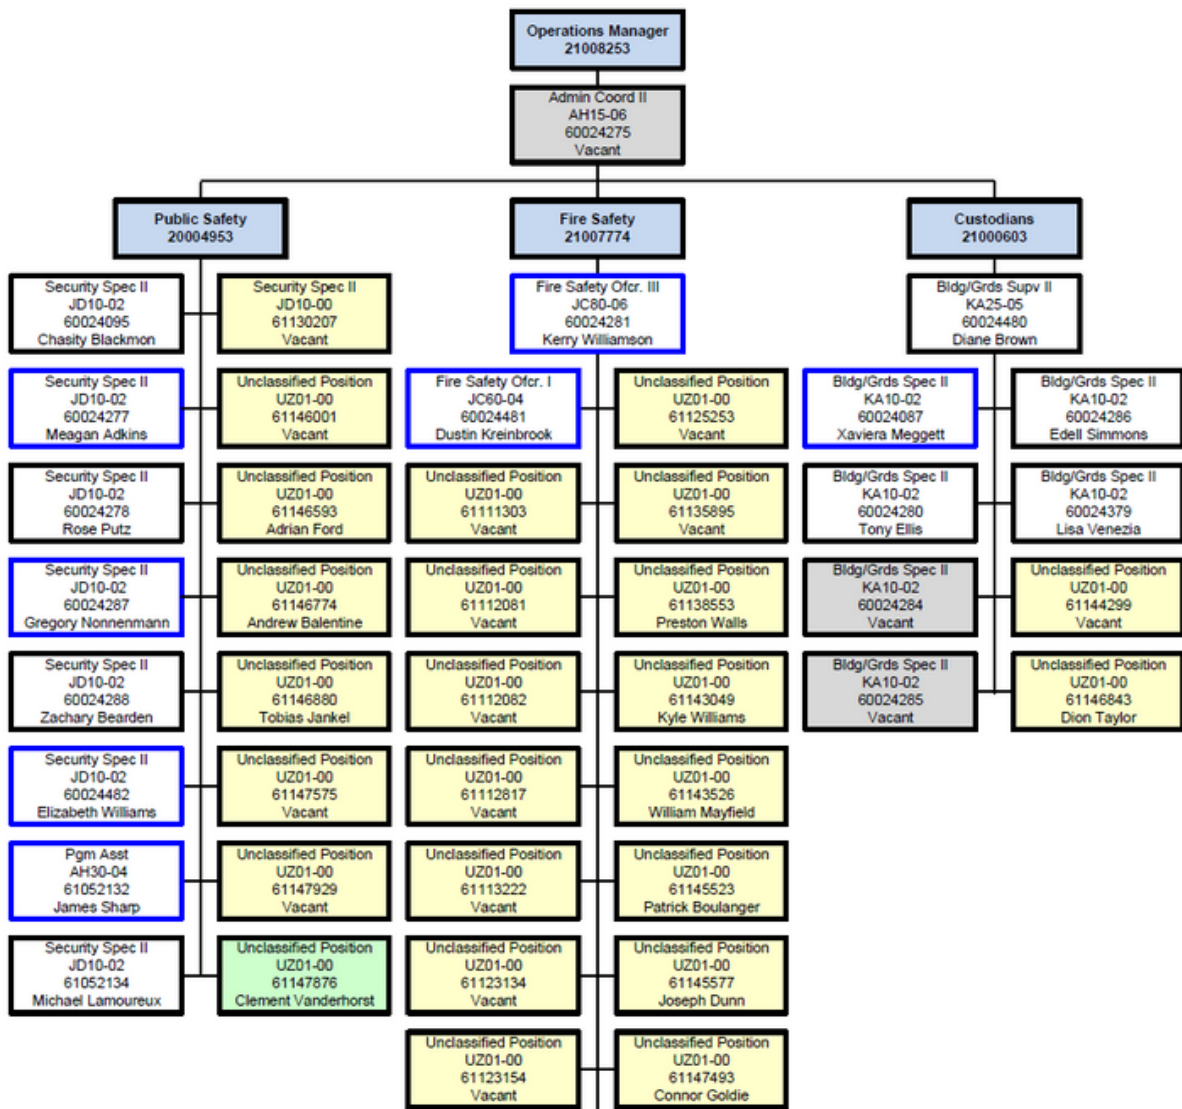 Operations Manager
21008253
Admin Coord II
AH15-06
60024275
Vacant
Public Safety
20004953
Fire Safety
21007774
Custodians
21000603
Security Spec II
JD10-02
60024095
Chasity Blackmon
Security Spec II
JD10-00
61130207
Vacant
Security Spec II
JD10-02
60024277
Meagan Adkins
Unclassified Position
UZ01-00
61146001
Vacant
Security Spec II
JD10-02
60024278
Rose Putz
Unclassified Position
UZ01-00
61146593
Adrian Ford
Security Spec II
JD10-02
60024287
Gregory Nonnenmann
Unclassified Position
UZ01-00
61146774
Andrew Balentine
Security Spec II
JD10-02
60024288
Zachary Bearden
Unclassified Position
UZ01-00
61146880
Tobias Jankel
Security Spec II
JD10-02
60024482
Elizabeth Williams
Unclassified Position
UZ01-00
61147575
Vacant
Pgm Asst
AH30-04
61052132
James Sharp
Unclassified Position
UZ01-00
61147929
Vacant
Security Spec II
JD10-02
61052134
Michael Lamoureux
Unclassified Position
UZ01-00
61147876
Clement Vanderhorst
Fire Safety Ofcr. III
JC80-06
60024281
Kerry Williamson
Fire Safety Ofcr. I
JC60-04
60024481
Dustin Kreinbrook
Unclassified Position
UZ01-00
61125253
Vacant
Unclassified Position
UZ01-00
61111303
Vacant
Unclassified Position
UZ01-00
61135895
Vacant
Unclassified Position
UZ01-00
61112081
Vacant
Unclassified Position
UZ01-00
61138553
Preston Walls
Unclassified Position
UZ01-00
61112082
Vacant
Unclassified Position
UZ01-00
61143049
Kyle Williams
Unclassified Position
UZ01-00
61112817
Vacant
Unclassified Position
UZ01-00
61143526
William Mayfield
Unclassified Position
UZ01-00
61113222
Vacant
Unclassified Position
UZ01-00
61145523
Patrick Boulanger
Unclassified Position
UZ01-00
61123134
Vacant
Unclassified Position
UZ01-00
61145577
Joseph Dunn
Unclassified Position
UZ01-00
61123154
Vacant
Unclassified Position
UZ01-00
61147493
Connor Goldie
Bldg/Grds Supv II
KA25-05
60024480
Diane Brown
Bldg/Grds Spec II
KA10-02
60024087
Xaviera Meggett
Bldg/Grds Spec II
KA10-02
60024286
Edell Simmons
Bldg/Grds Spec II
KA10-02
60024280
Tony Ellis
Bldg/Grds Spec II
KA10-02
60024379
Lisa Venezia
Bldg/Grds Spec II
KA10-02
60024284
Vacant
Unclassified Position
UZ01-00
61144299
Vacant
Bldg/Grds Spec II
KA10-02
60024285
Vacant
Unclassified Position
UZ01-00
61146843
Dion Taylor